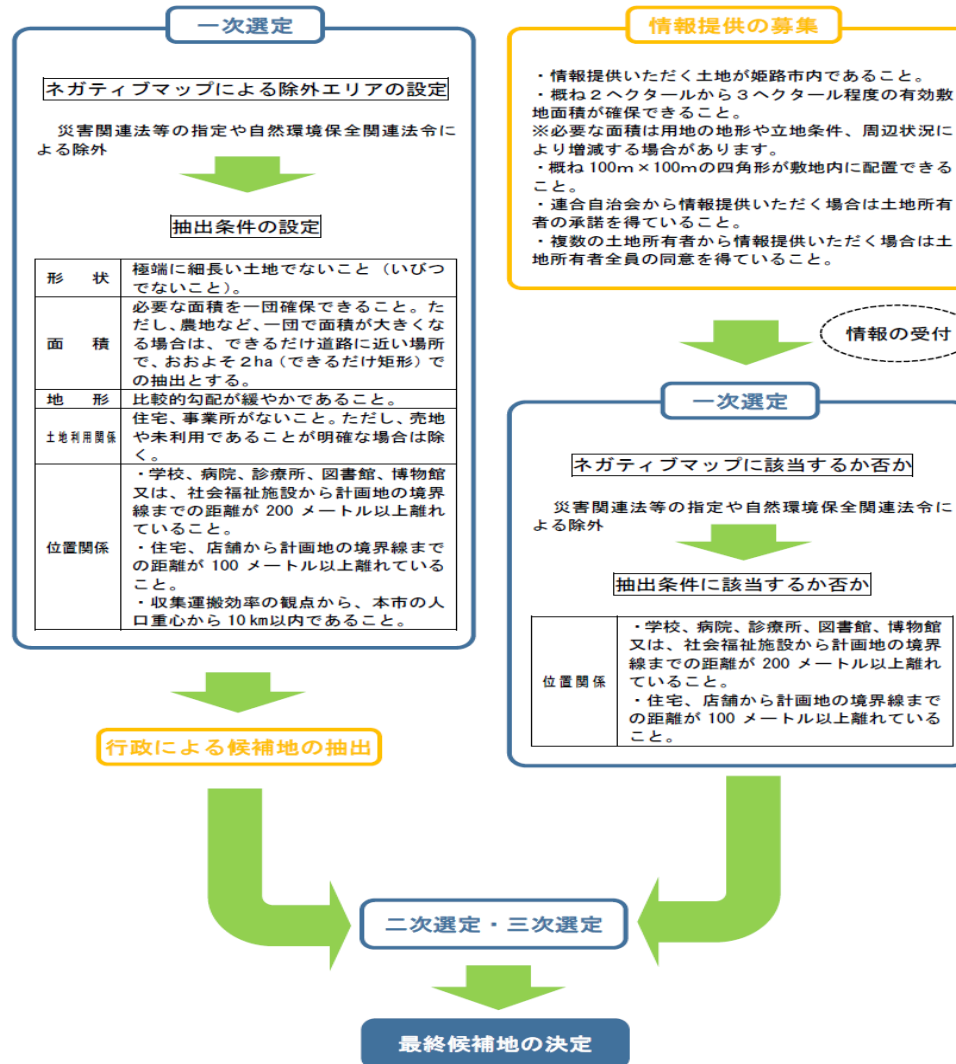 一次選定
ネガティブマップによる除外エリアの設定
災害関連法等の指定や自然環境保全関連法令に
よる除外
抽出条件の設定
形　状
極端に細長い土地でないこと（いびつ
でないこと）。
面　積
必要な面積を一団確保できること。た
だし、農地など、一団で面積が大きくな
る場合は、できるだけ道路に近い場所
で、おおよそ２ha（できるだけ矩形）で
の抽出とする。
地　形
比較的勾配が緩やかであること。
土地利用関係
住宅、事業所がないこと。ただし、売地
や未利用であることが明確な場合は除
く。
位置関係
・学校、病院、診療所、図書館、博物館
又は、社会福祉施設から計画地の境界
線までの距離が 200 メートル以上離れ
ていること。
・住宅、店舗から計画地の境界線まで
の距離が 100 メートル以上離れている
こと。
・収集運搬効率の観点から、本市の人
口重心から 10 km以内であること。
行政による候補地の抽出
情報提供の募集
・情報提供いただく土地が姫路市内であること。
・概ね２ヘクタールから３ヘクタール程度の有効敷
地面積が確保できること。
※必要な面積は用地の地形や立地条件、周辺状況に
より増減する場合があります。
・概ね 100m×100mの四角形が敷地内に配置できる
こと。
・連合自治会から情報提供いただく場合は土地所有
者の承諾を得ていること。
・複数の土地所有者から情報提供いただく場合は土
地所有者全員の同意を得ていること。
情報の受付
一次選定
ネガティブマップに該当するか否か
災害関連法等の指定や自然環境保全関連法令に
よる除外
抽出条件に該当するか否か
位置関係
・学校、病院、診療所、図書館、博物館
又は、社会福祉施設から計画地の境界
線までの距離が 200 メートル以上離れ
ていること。
・住宅、店舗から計画地の境界線まで
の距離が 100 メートル以上離れている
こと。
二次選定・三次選定
最終候補地の決定